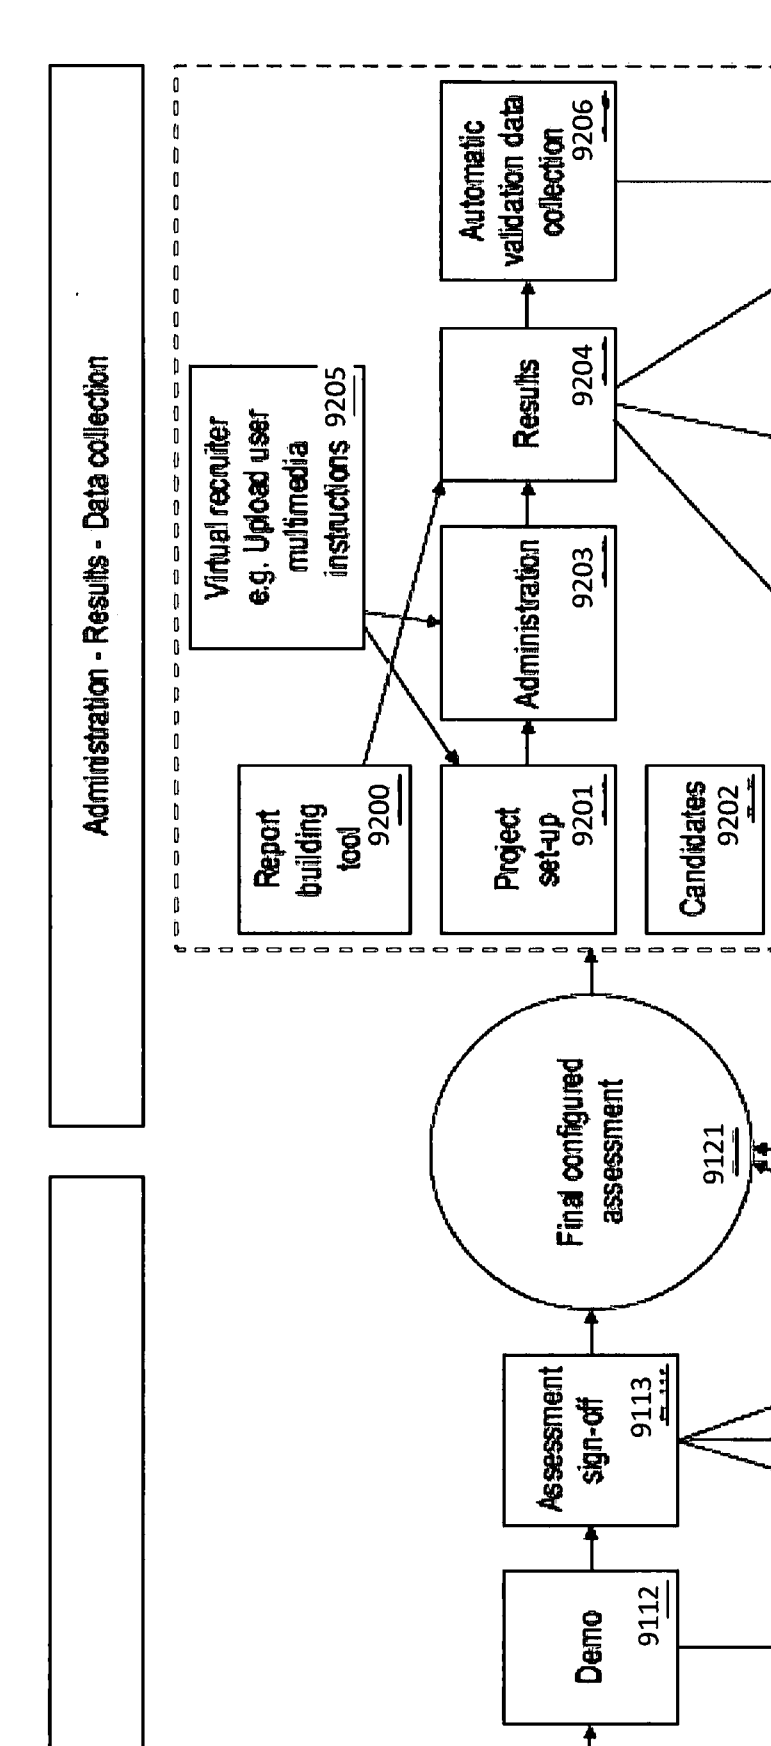 Administration - Results - Data collection
Demo
9112
Assessment
sign-off
9113
Final configured
assessment
9121
Report
building
tool
9200
Project
set-up
9201
Candidates
9202
Virtual recruiter
e.g. Upload user
multimedia
instructions 9205
Administration
9203
Results
9204
Automatic
validation data
collection
9206